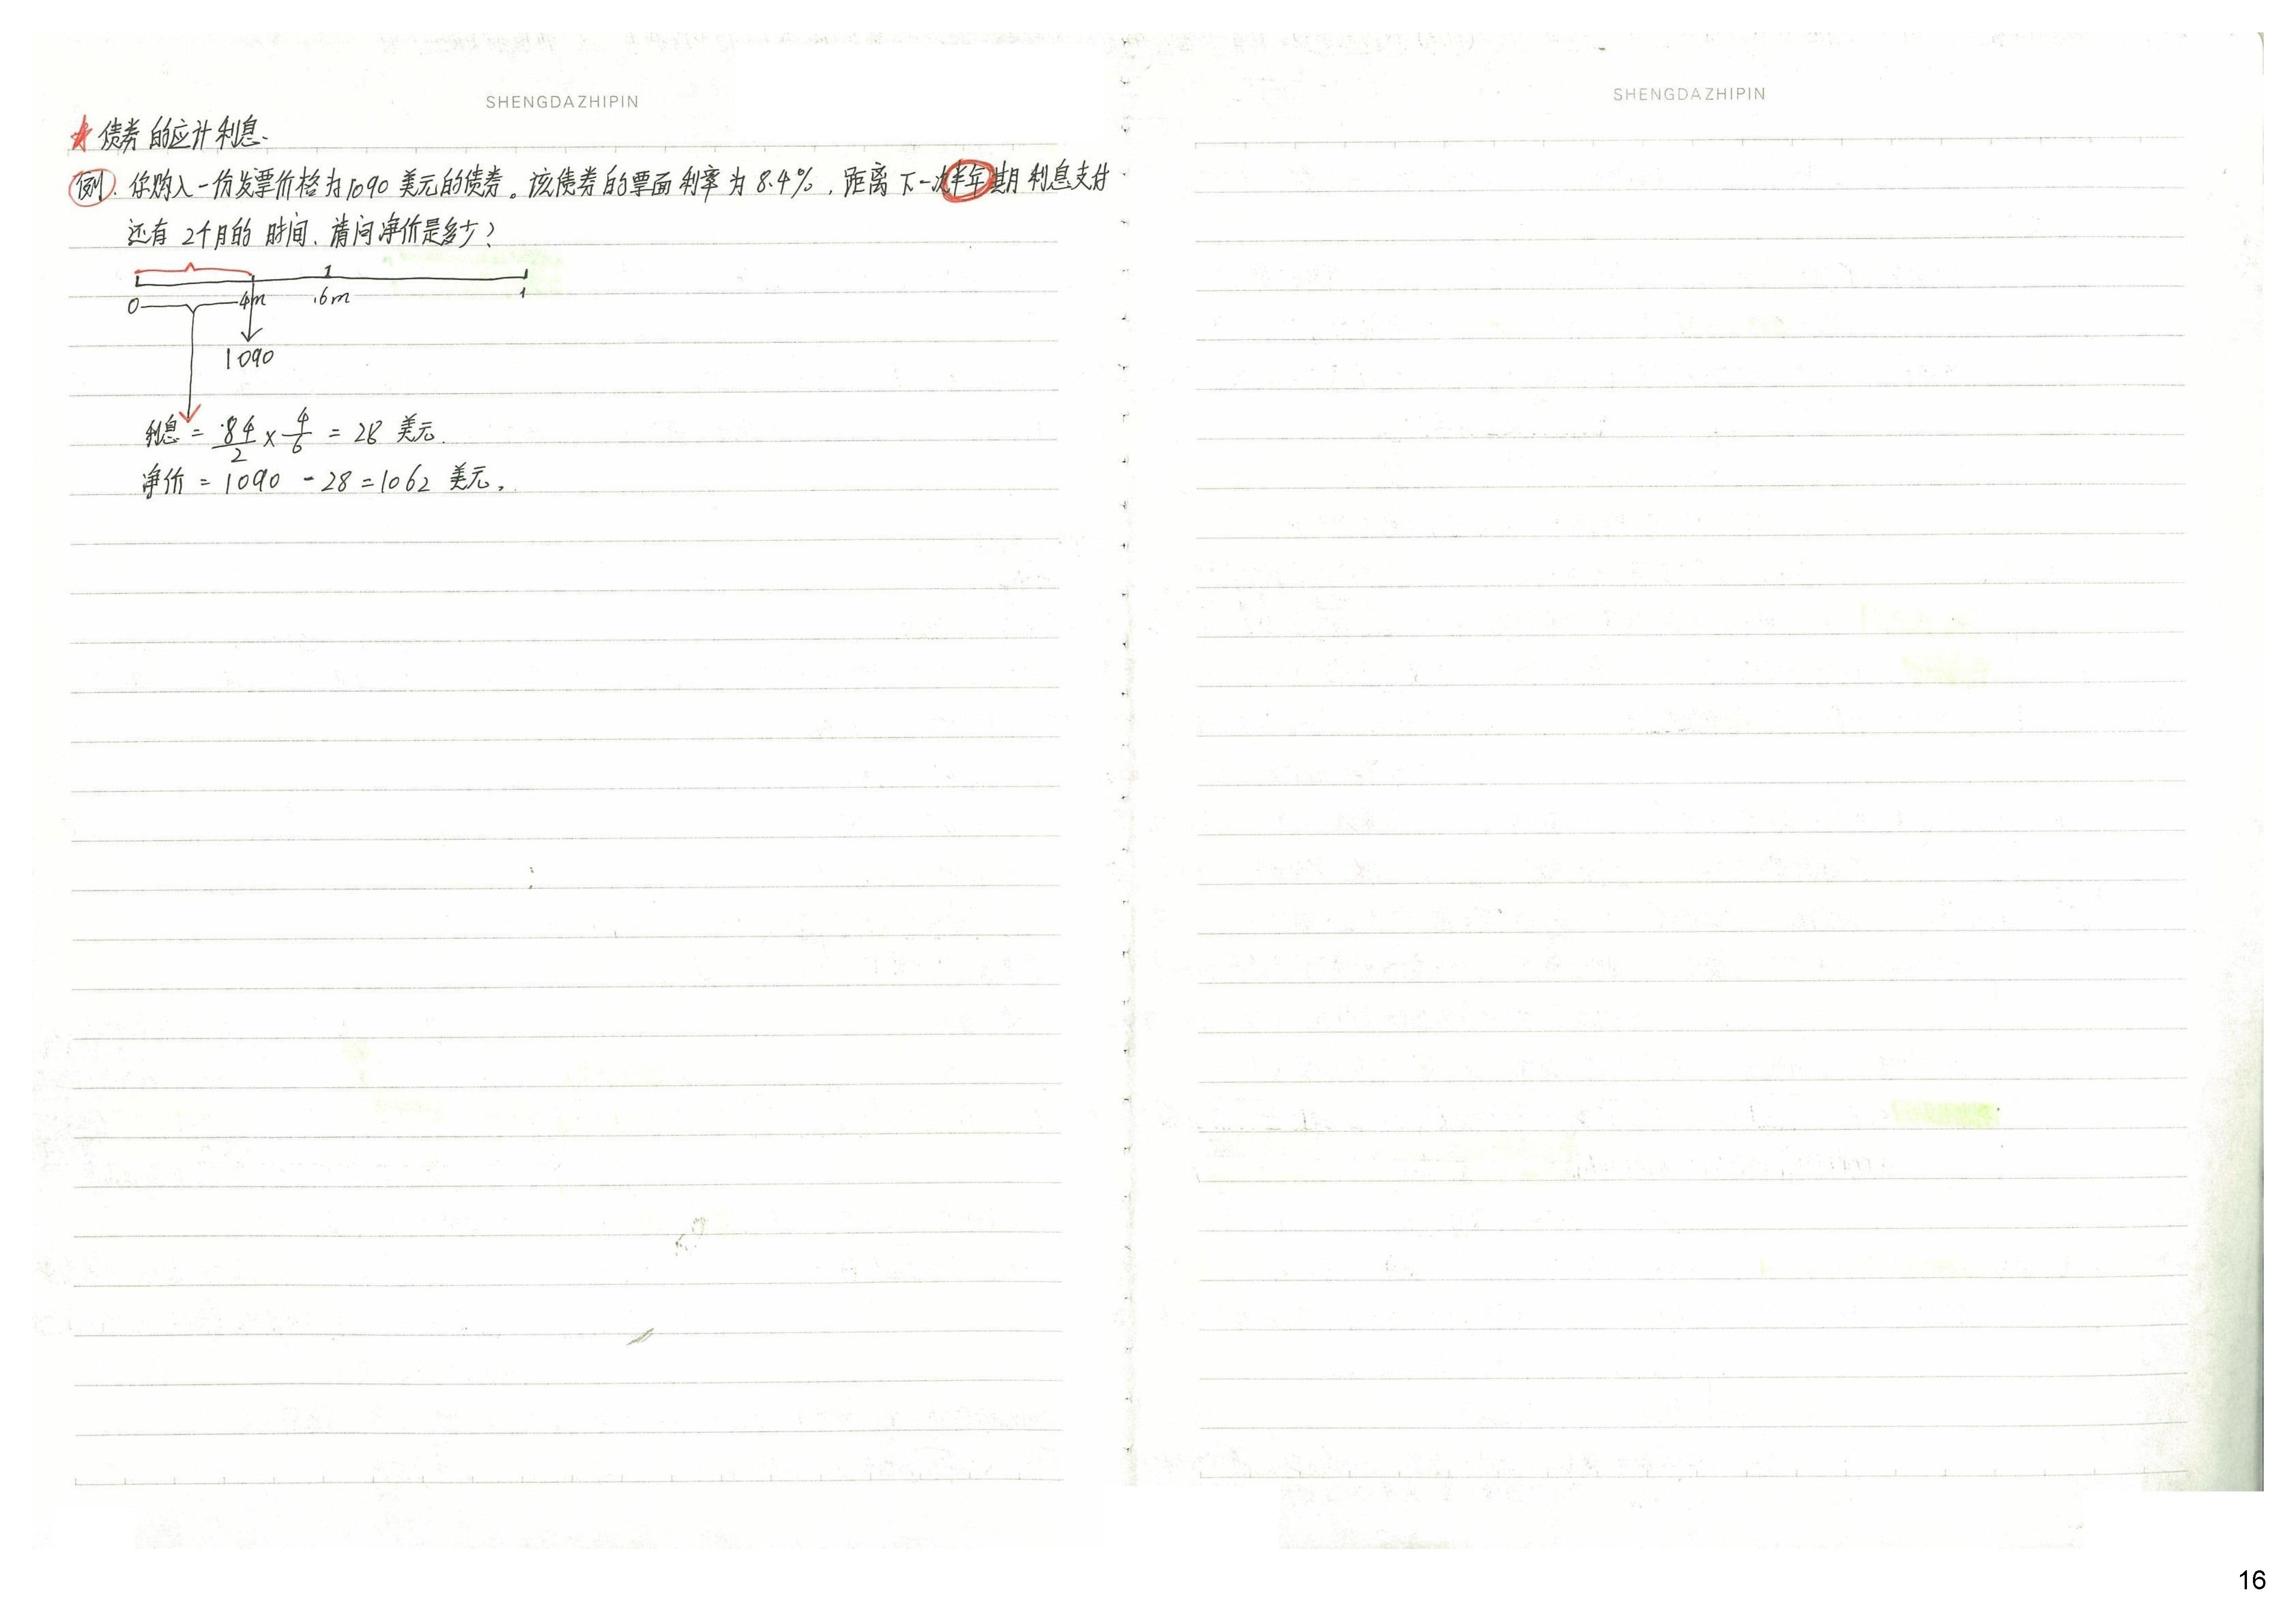 SHENGDAZHIPIN
★债券的应计利息.
例. 你购入一份发票价格为1090美元的债券。该债券的票面利率为8.4%，距离下一次半年期利息支付
还有2个月的时间、请问净价是多少？
1
0 4m 6m 1
1090
利息 = 84/2 × 4/6 = 28 美元.
净价 = 1090 - 28 = 1062 美元.
SHENGDAZHIPIN
16